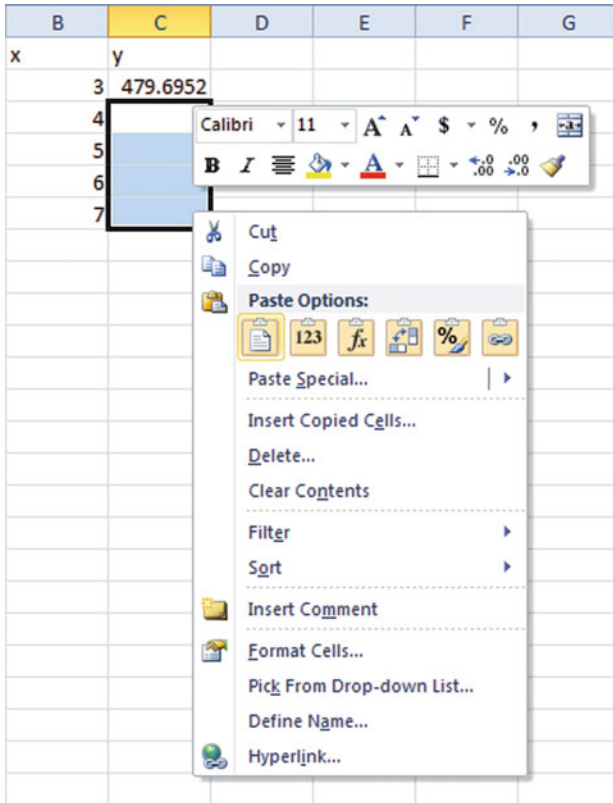 B C D E F G
x y
3 479.6952
4
5
6
7
Calibri 11 A A $ % , a
B I A .0 .00 .00 .0
Cut
Copy
Paste Options:
123 fx %
Paste Special...
Insert Copied Cells...
Delete...
Clear Contents
Filter
Sort
Insert Comment
Format Cells...
Pick From Drop-down List...
Define Name...
Hyperlink...